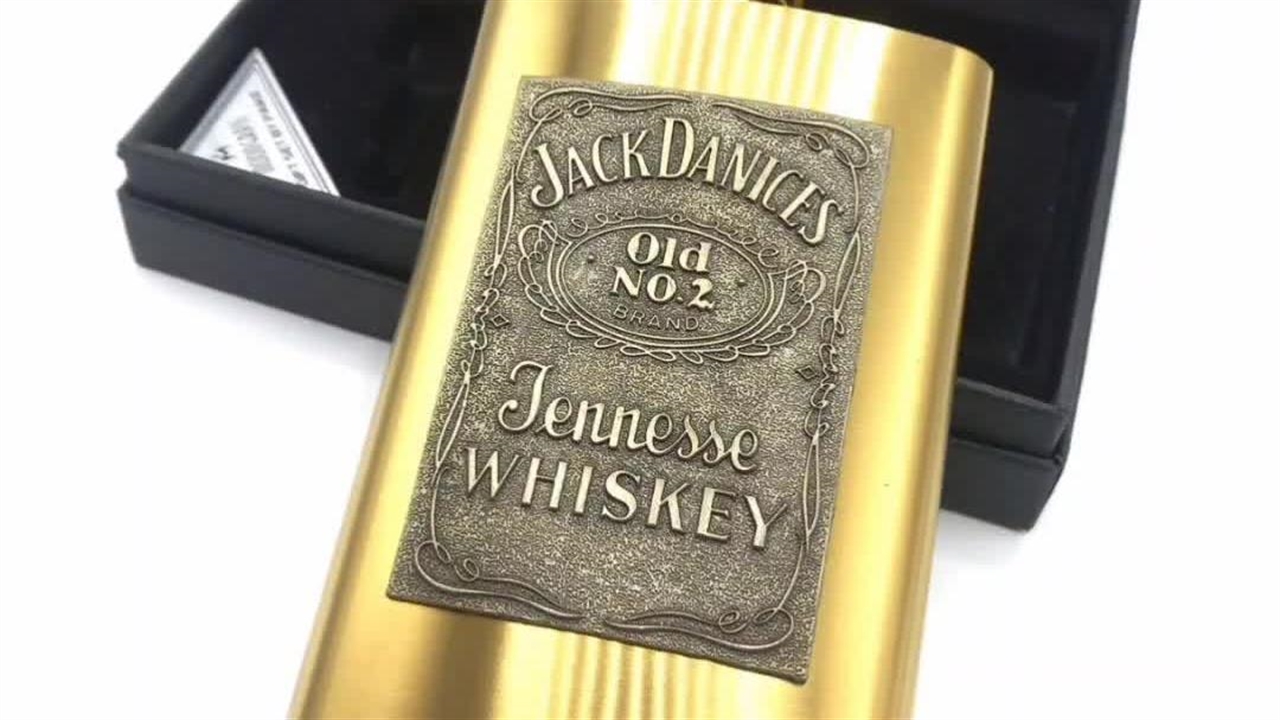 JACK DANICES
Old
NO.2
BRAND
Jennesse
WHISKEY